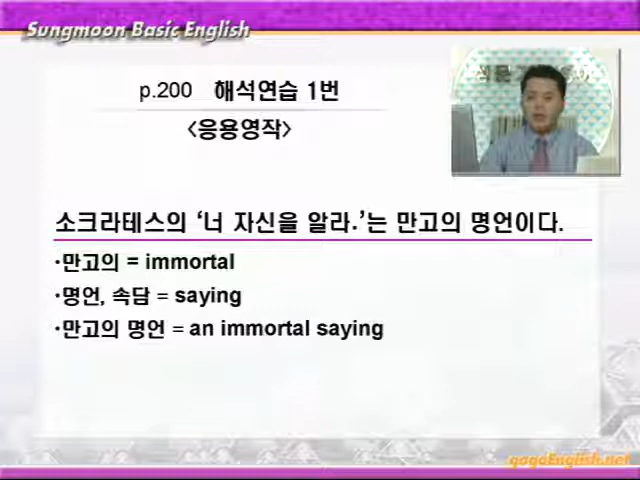 Sungmoon Basic English
p.200 해석연습 1번
<응용영작>
소크라테스의 ‘너 자신을 알라.’는 만고의 명언이다.
·만고의 = immortal
·명언, 속담 = saying
·만고의 명언 = an immortal saying
gogoEnglish.net